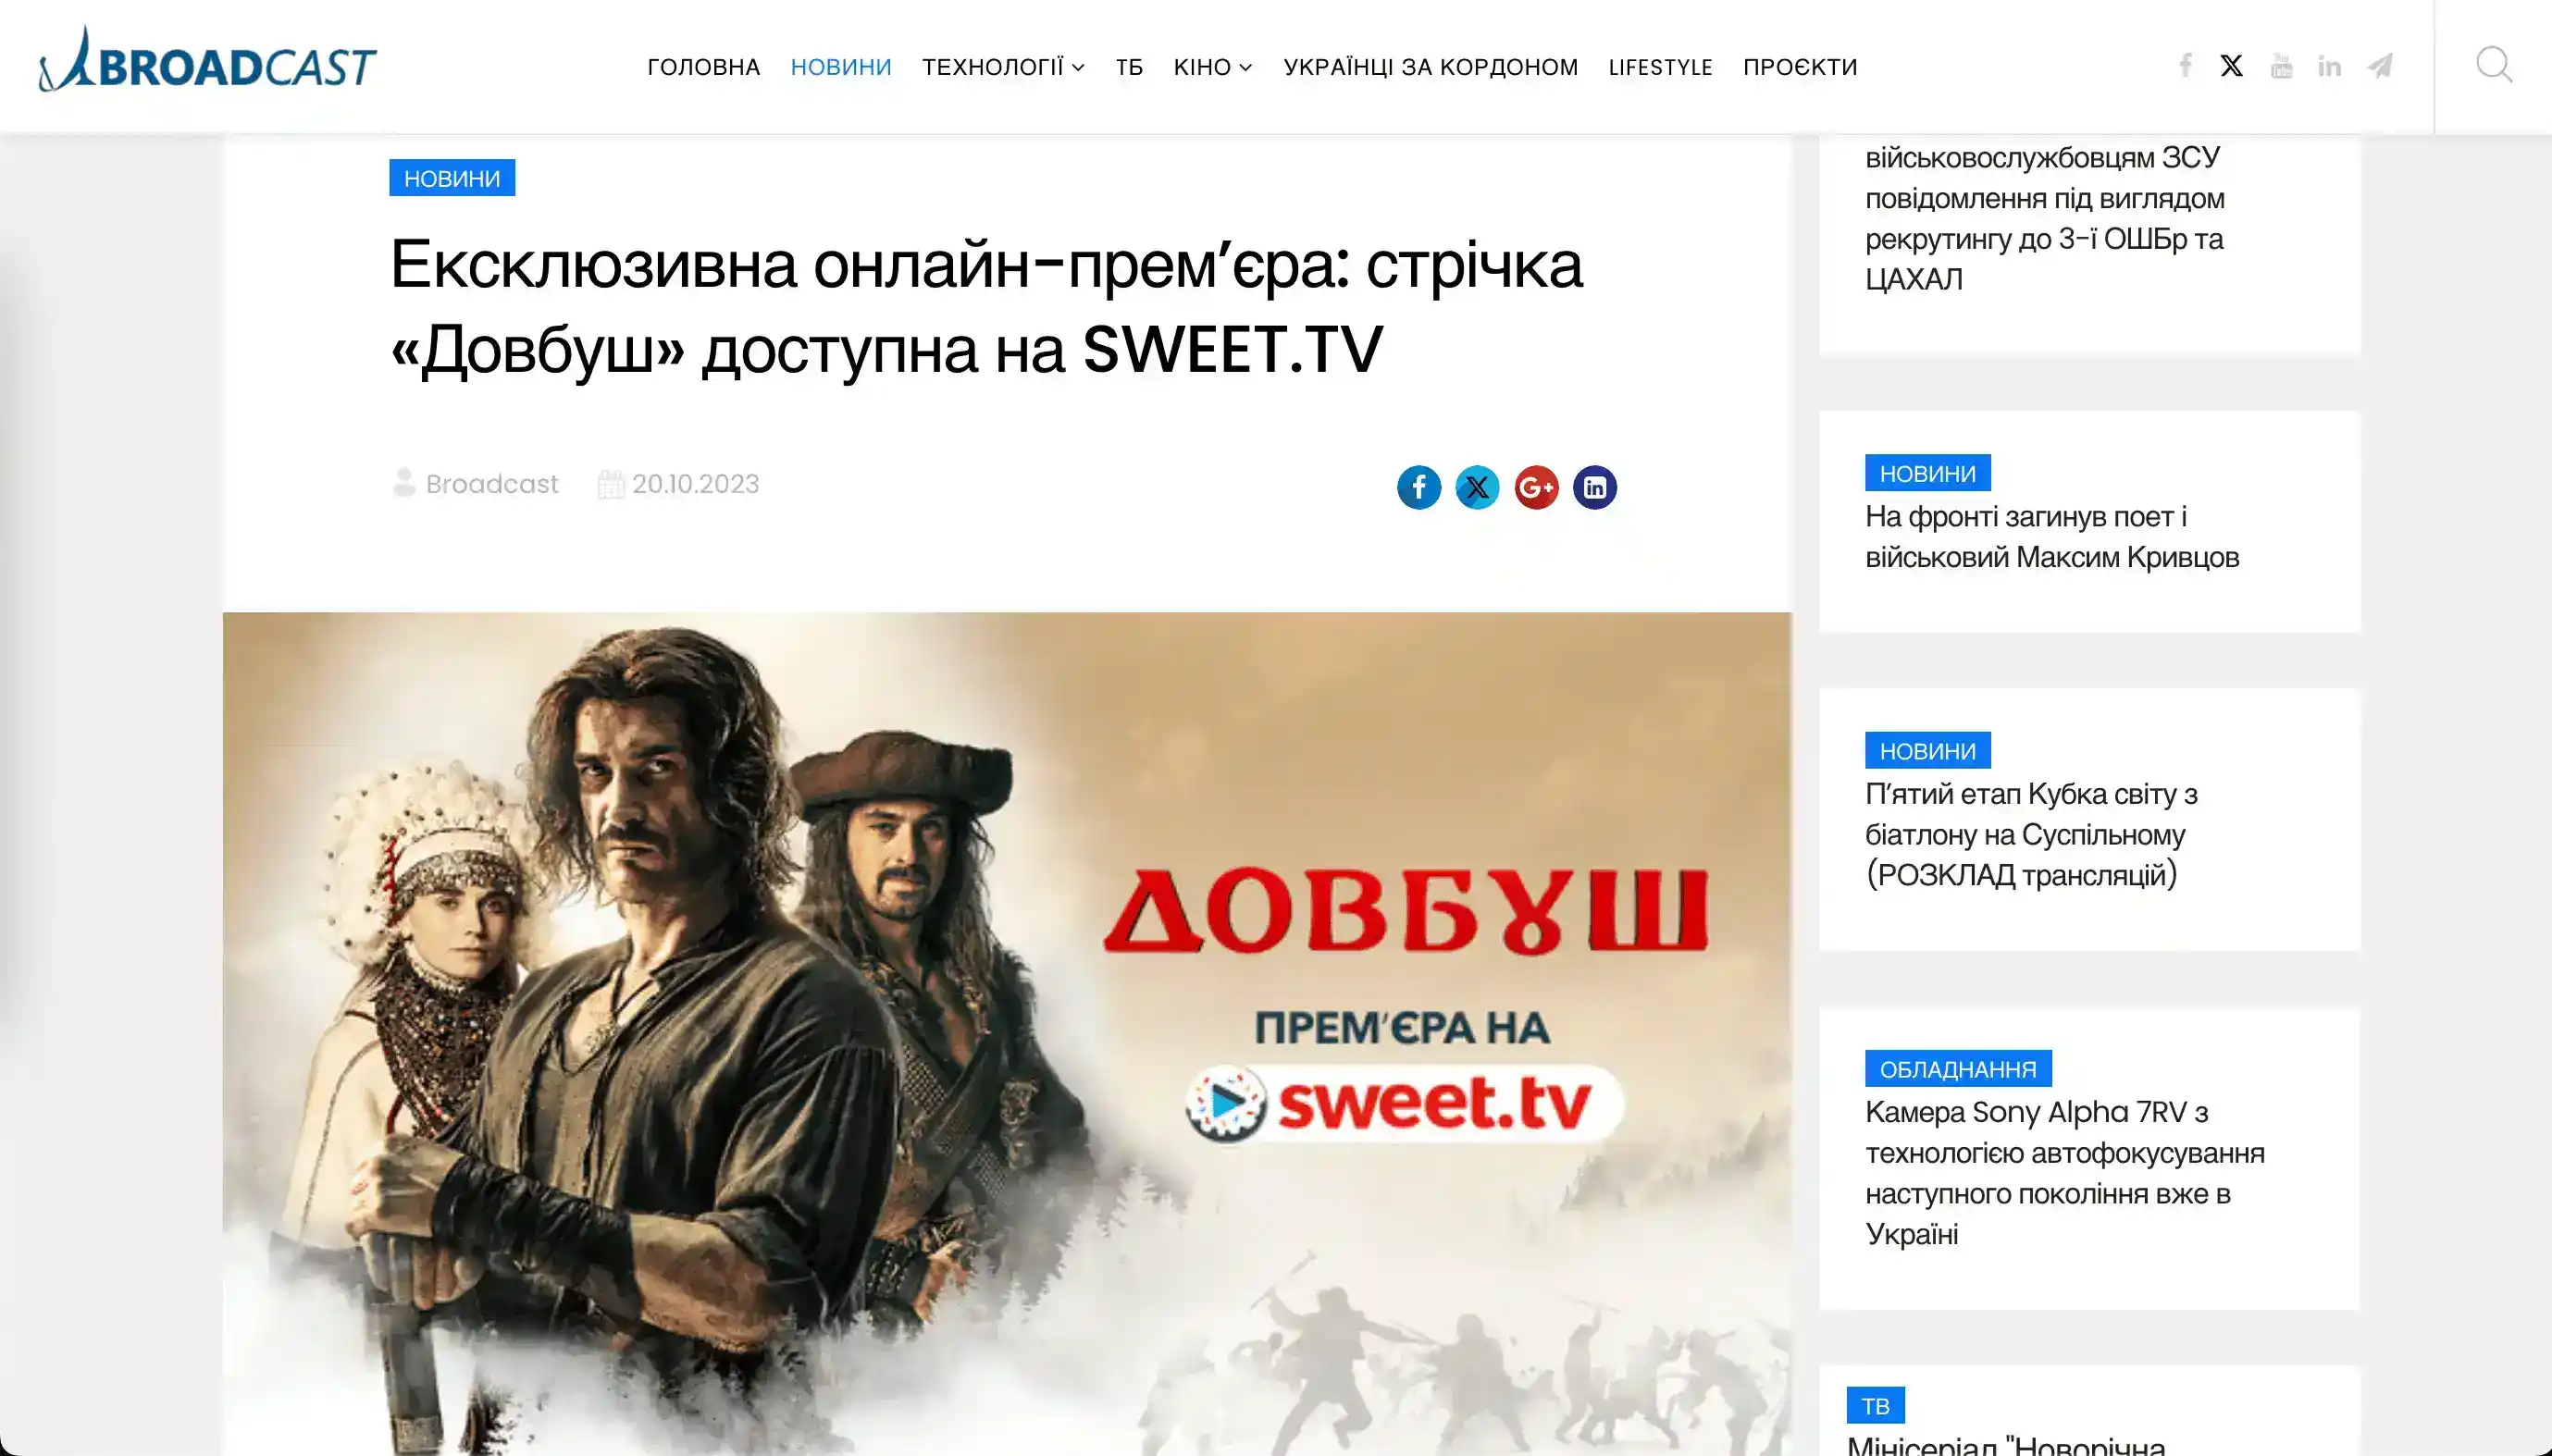 BROADCAST
ГОЛОВНА НОВИНИ ТЕХНОЛОГІЇ ТБ КІНО УКРАЇНЦІ ЗА КОРДОНОМ LIFESTYLE ПРОЄКТИ
НОВИНИ
Ексклюзивна онлайн-прем’єра: стрічка
«Довбуш» доступна на SWEET.TV
Broadcast 20.10.2023
ДОВБУШ
ПРЕМ’ЄРА НА
sweet.tv
військовослужбовцям ЗСУ
повідомлення під виглядом
рекрутингу до 3-ї ОШБр та
ЦАХАЛ
НОВИНИ
На фронті загинув поет і
військовий Максим Кривцов
НОВИНИ
П’ятий етап Кубка світу з
біатлону на Суспільному
(РОЗКЛАД трансляцій)
ОБЛАДНАННЯ
Камера Sony Alpha 7RV з
технологією автофокусування
наступного покоління вже в
Україні
ТВ
Мінісеріал "Новорічна